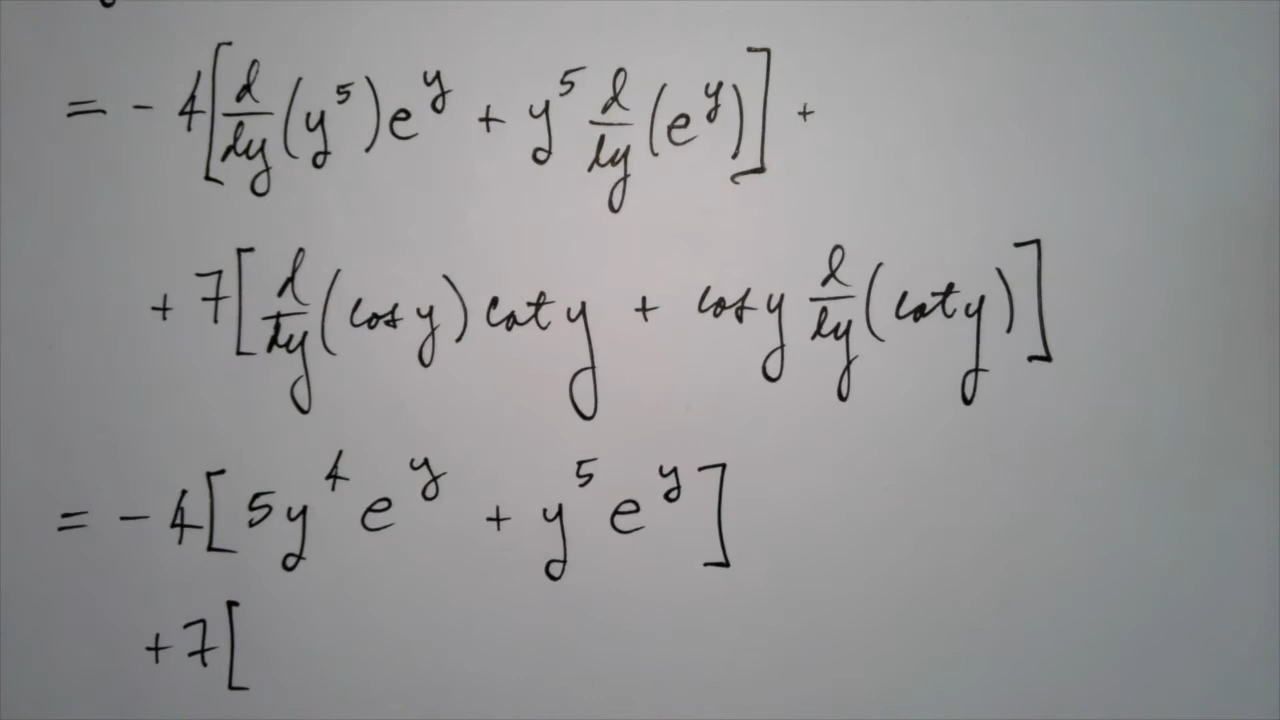 = - 4[d/dy(y^5)e^y + y^5 d/dy(e^y)] +
+ 7[d/dy(cos y) cot y + cos y d/dy(cot y)]
= - 4[5y^4 e^y + y^5 e^y]
+ 7[